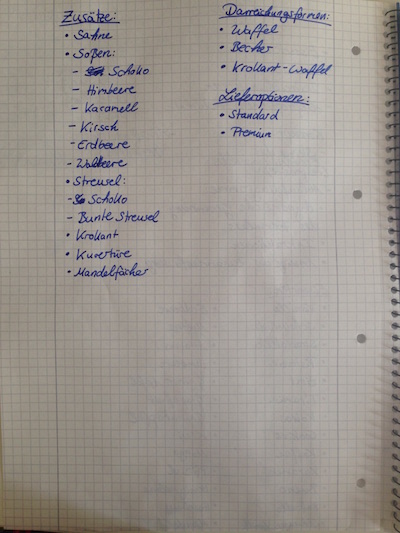 Zusätze:
• Sahne
• Soßen:
- Schoko
- Himbeere
- Karamell
- Kirsch
- Erdbeere
- Waldbeere
• Streusel:
- Schoko
- Bunte Streusel
• Krokant
• Kuvertüre
• Mandelfächer
Darreichungsformen:
• Waffel
• Becher
• Krokant-Waffel
Lieferoptionen:
• Standard
• Premium